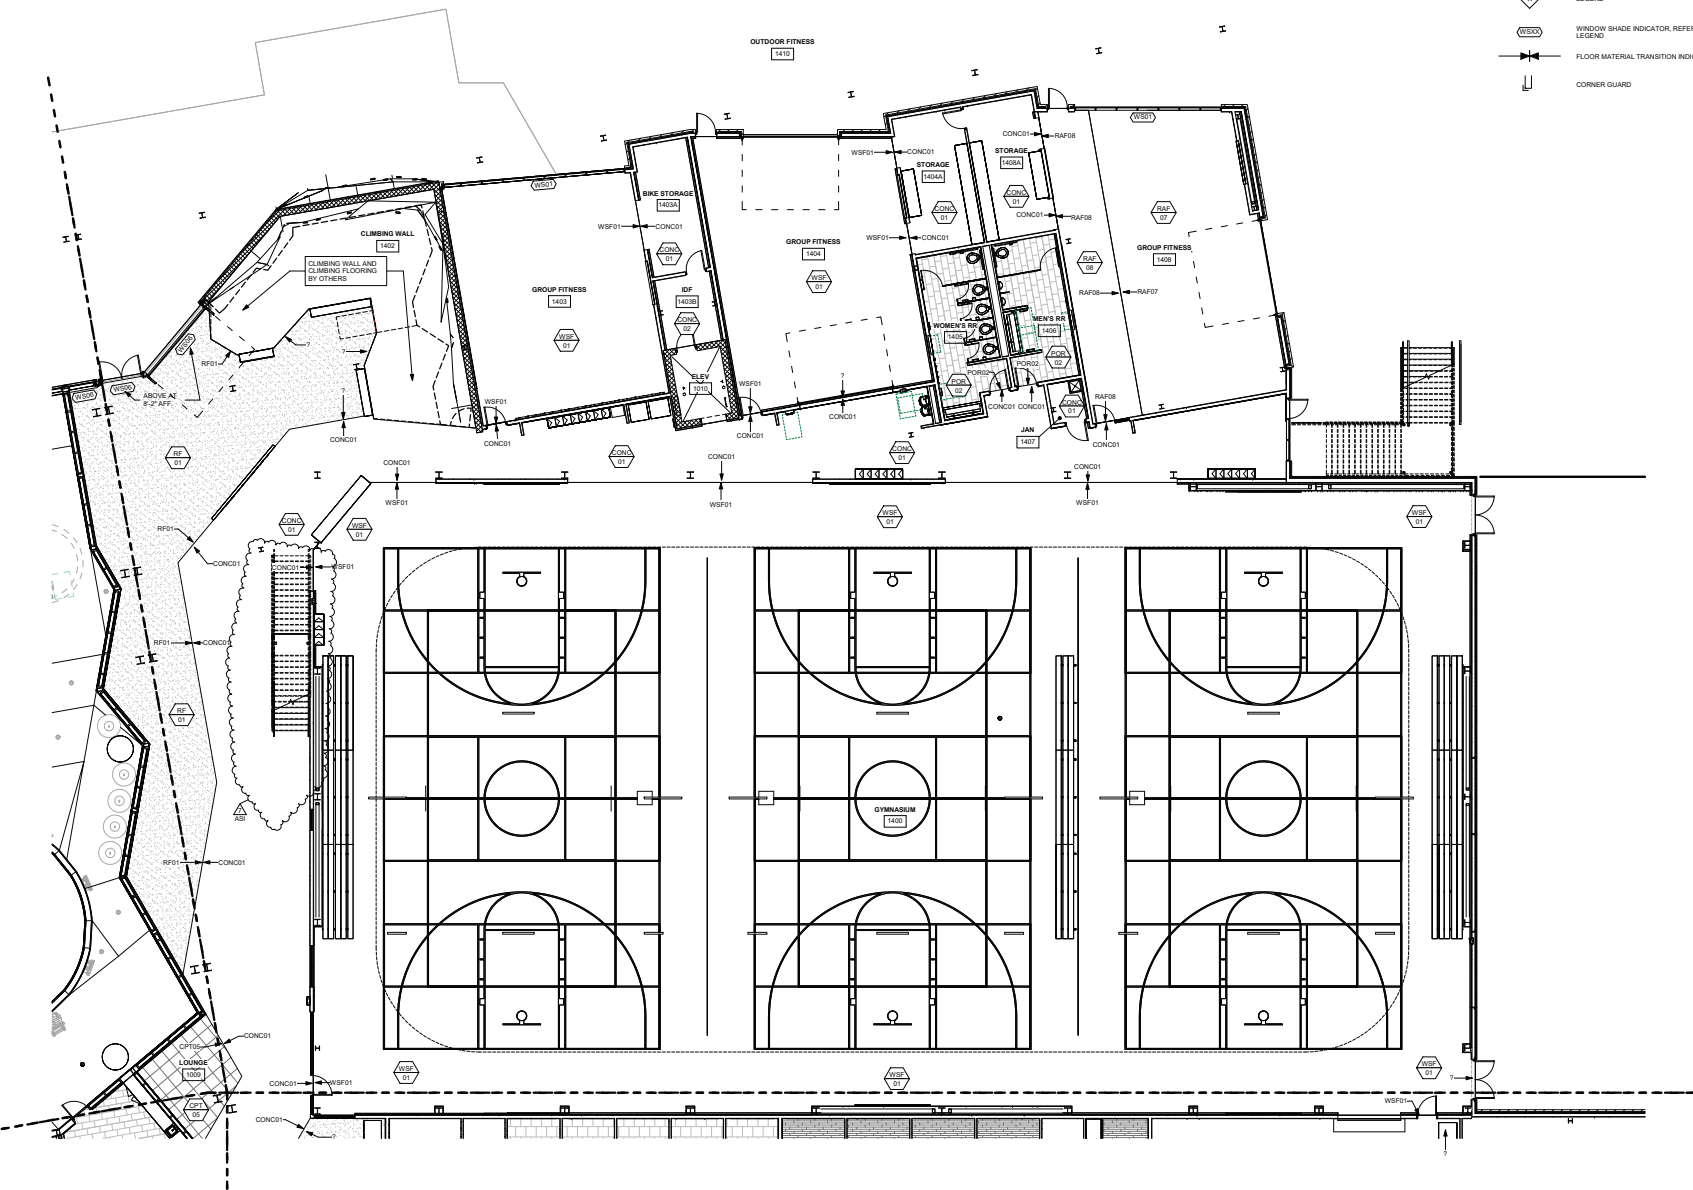 WSXX
WINDOW SHADE INDICATOR, REFER
LEGEND
FLOOR MATERIAL TRANSITION INDI
CORNER GUARD
OUTDOOR FITNESS
1410
WS01
CONC01
RAF08
WSF01
CONC01
STORAGE
1404A
STORAGE
1408A
WS01
BIKE STORAGE
1403A
CONC
01
CONC
01
RAF
07
CONC01
RAF08
WSF01
CONC01
CLIMBING WALL
1402
WSF01
CONC01
GROUP FITNESS
1404
GROUP FITNESS
1408
CONC
01
RAF
08
CLIMBING WALL AND
CLIMBING FLOORING
BY OTHERS
WSF
01
GROUP FITNESS
1403
IDF
1403B
RAF08
RAF07
CONC
02
WOMEN'S RR
1405
MEN'S RR
1406
WSF
01
WS06
?
?
RF01
POR
02
POR02
POR02
ELEV
1010
POR
02
WS06
WS06
ABOVE AT
8'-2" AFF.
?
WSF01
?
WSF01
RAF08
CONC01
CONC01
CONC
01
CONC01
CONC01
CONC01
CONC01
JAN
1407
CONC01
RF
01
CONC
01
CONC
01
CONC01
CONC01
CONC01
WSF01
WSF01
WSF01
CONC
01
WSF
01
WSF
01
WSF
01
RF01
CONC01
CONC01
WSF01
RF01
CONC01
RF
01
GYMNASIUM
1400
ASI
RF01
CONC01
CONC01
CPT05
LOUNGE
1009
CONC01
WSF01
WSF
01
WSF
01
WSF
01
?
CPT
05
WSF01
CONC01
?
?